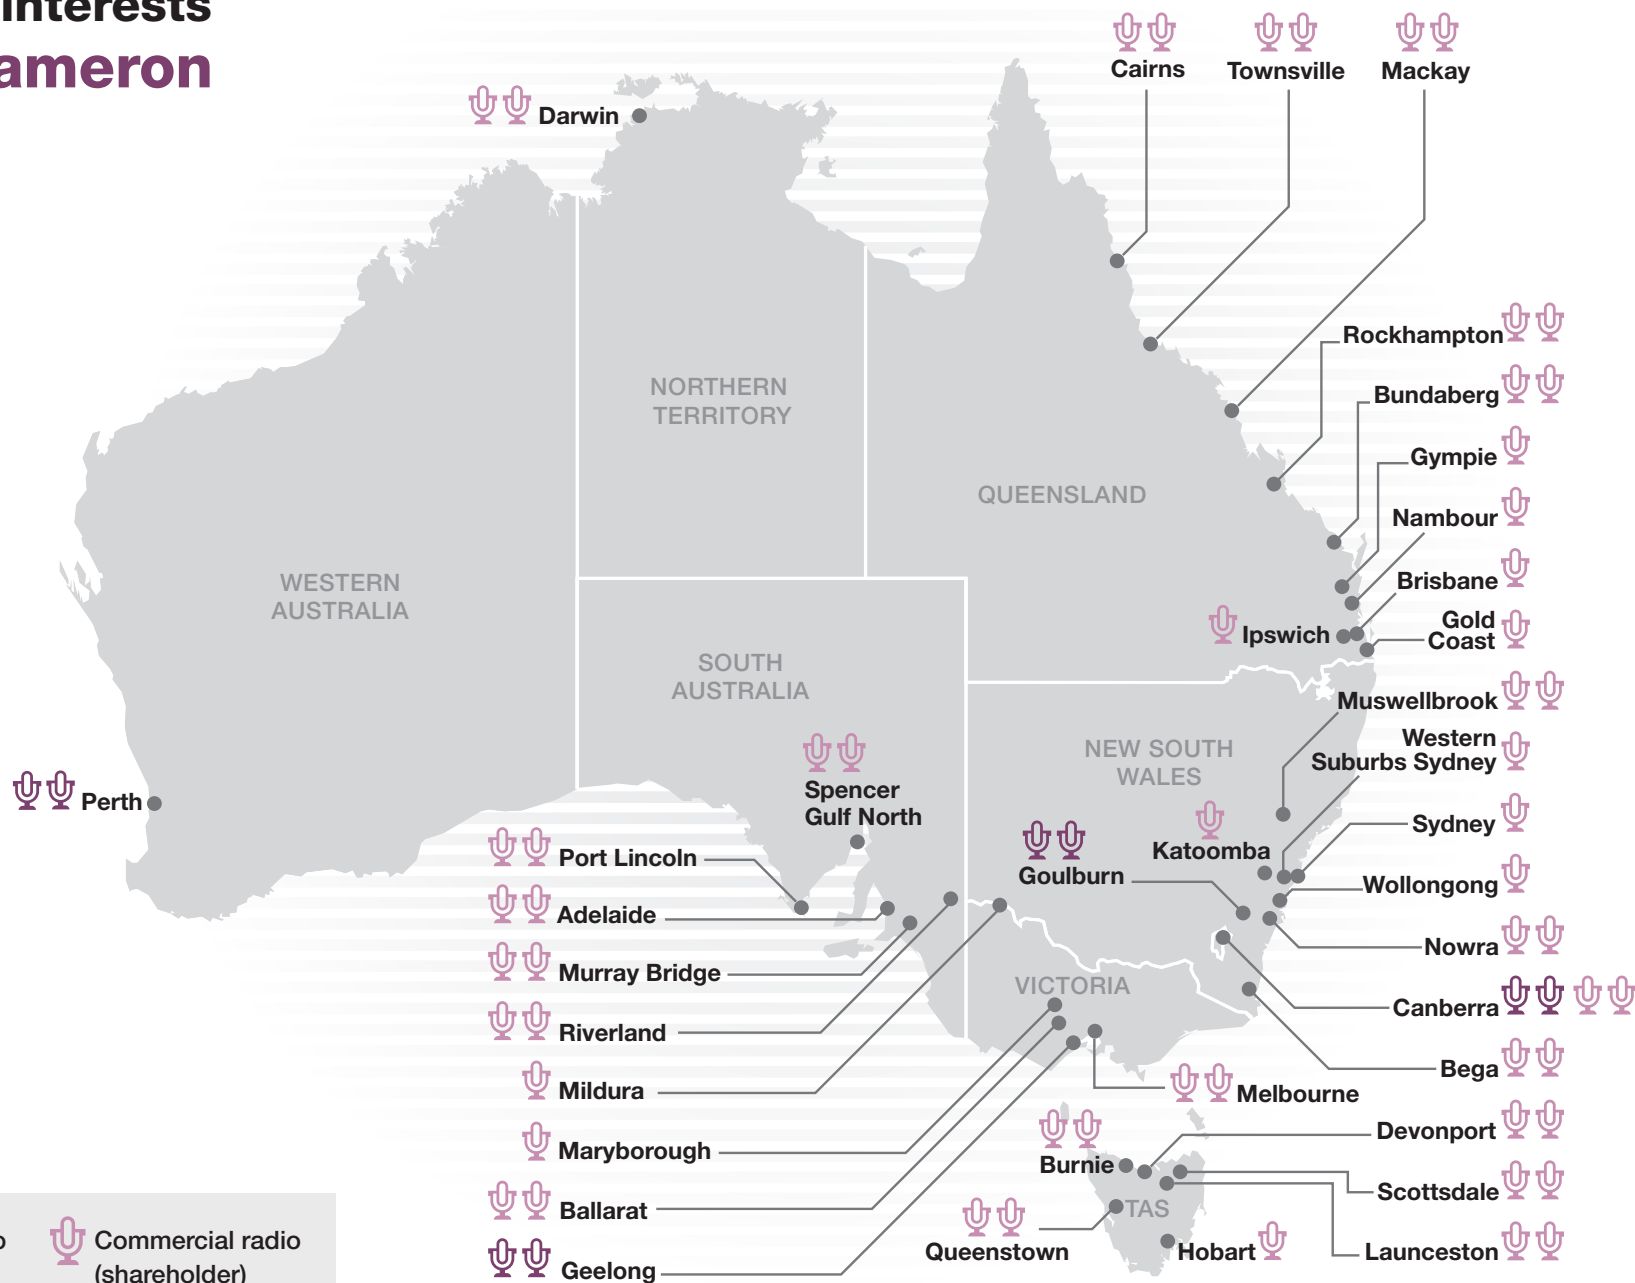 interests
ameron
Cairns
Townsville
Mackay
Darwin
Rockhampton
Bundaberg
NORTHERN
TERRITORY
Gympie
QUEENSLAND
Nambour
Brisbane
WESTERN
AUSTRALIA
Ipswich
Gold
Coast
SOUTH
AUSTRALIA
Muswellbrook
NEW SOUTH
WALES
Western
Suburbs Sydney
Spencer
Gulf North
Perth
Sydney
Katoomba
Port Lincoln
Goulburn
Wollongong
Adelaide
Nowra
Murray Bridge
VICTORIA
Canberra
Riverland
Bega
Mildura
Melbourne
Devonport
Maryborough
Burnie
Scottsdale
Ballarat
TAS
Queenstown
Hobart
Launceston
Geelong
o
Commercial radio
(shareholder)